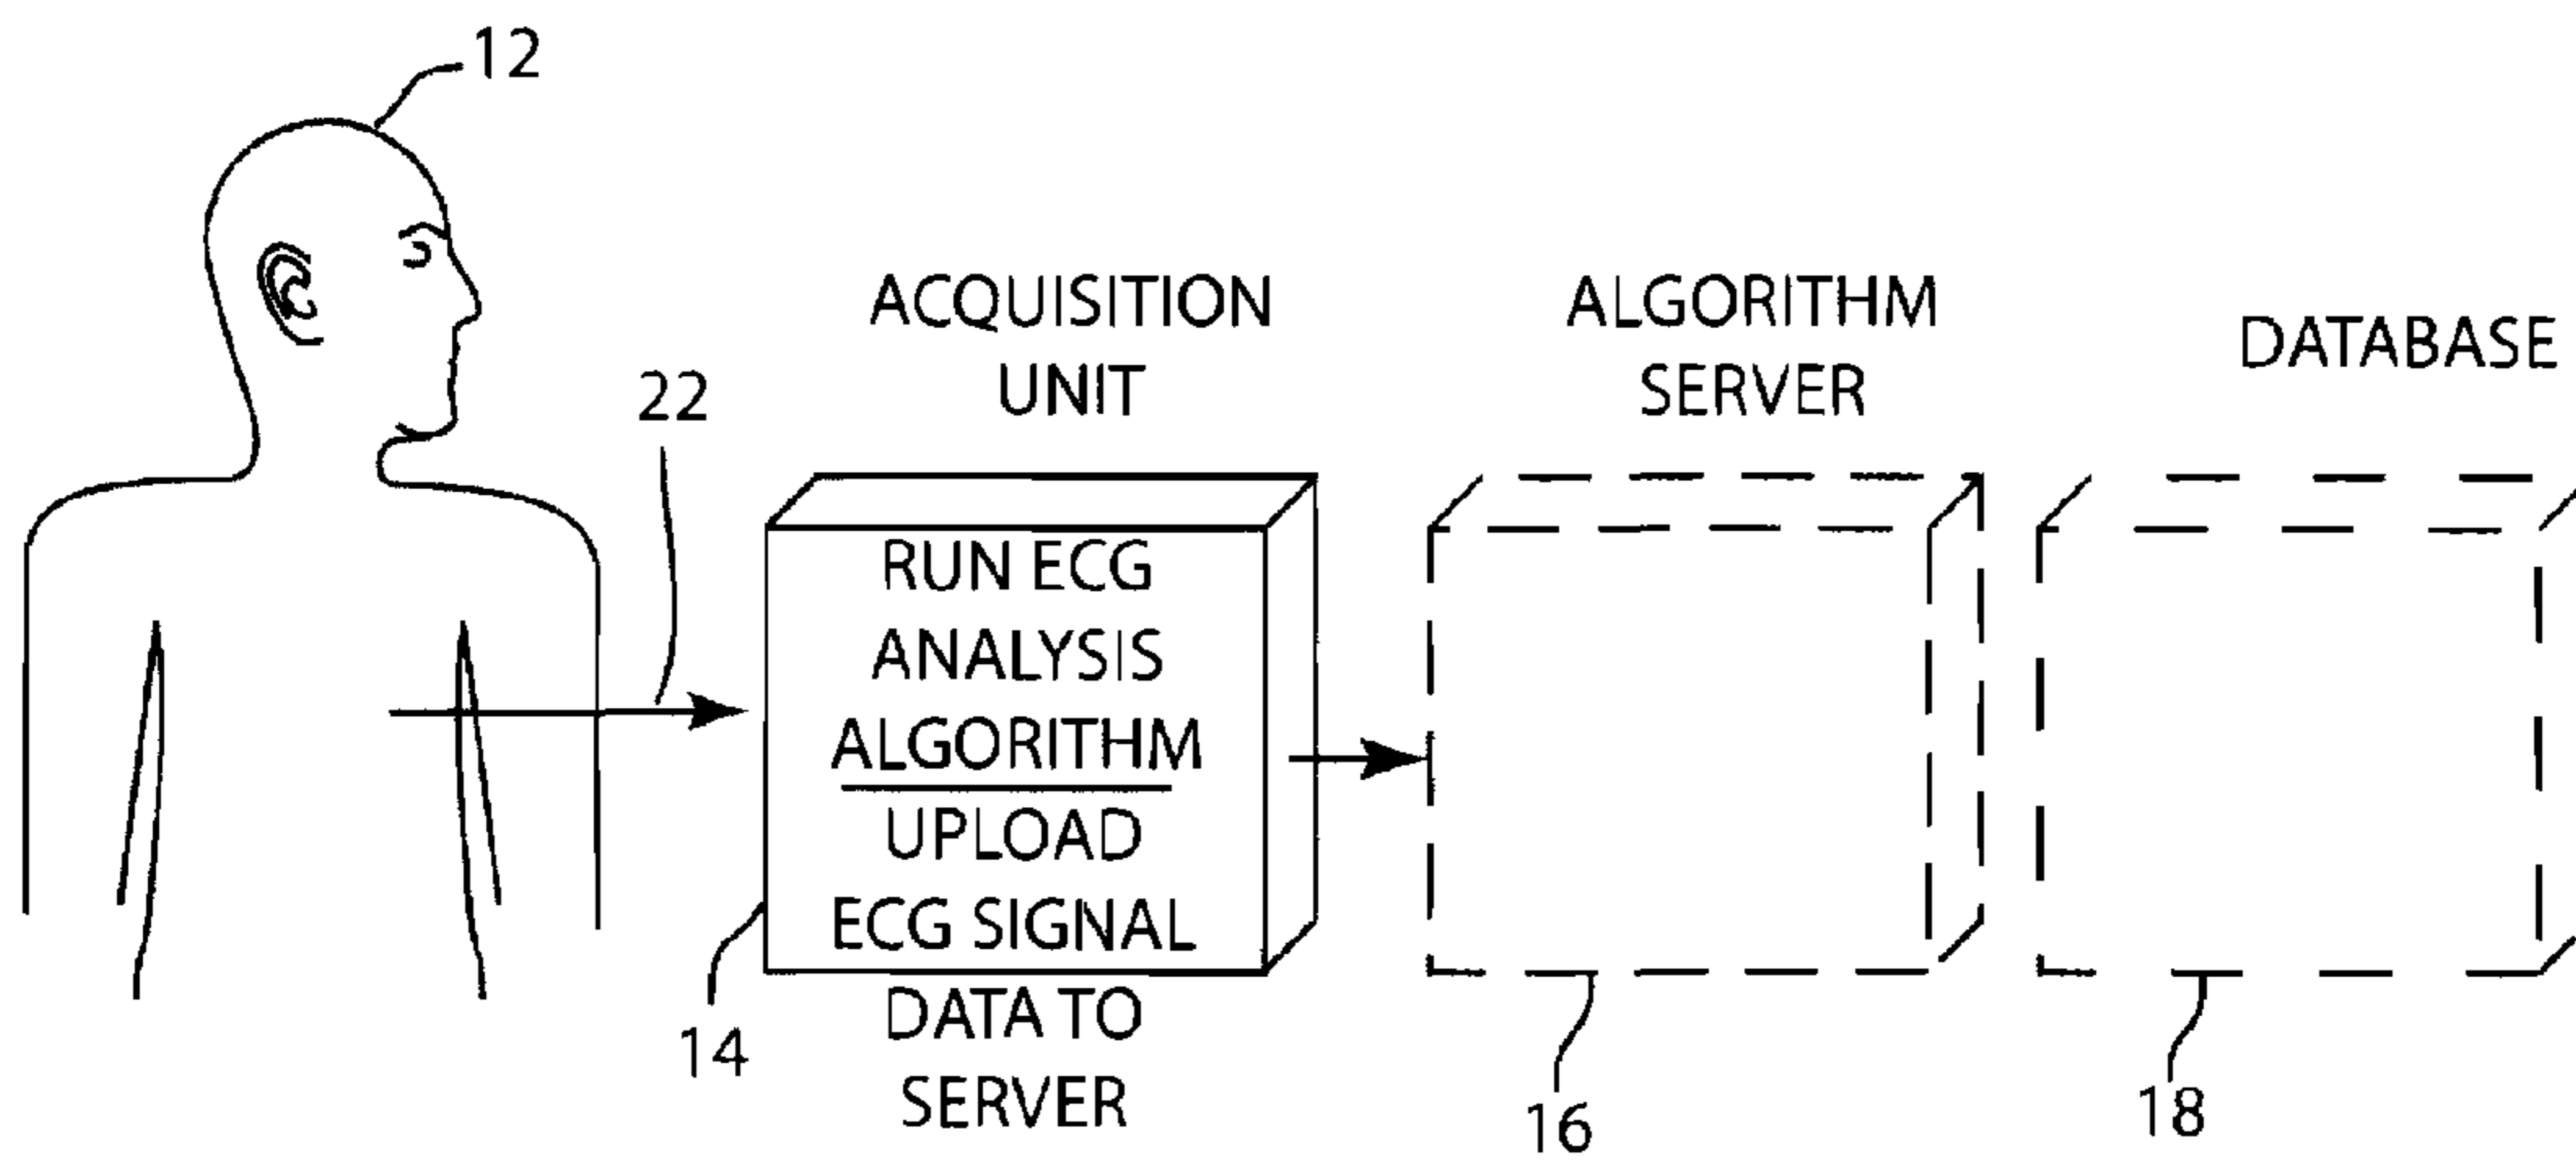 12
22
ACQUISITION
UNIT
ALGORITHM
SERVER
DATABASE
RUN ECG
ANALYSIS
ALGORITHM
UPLOAD
ECG SIGNAL
DATA TO
SERVER
14
16
18